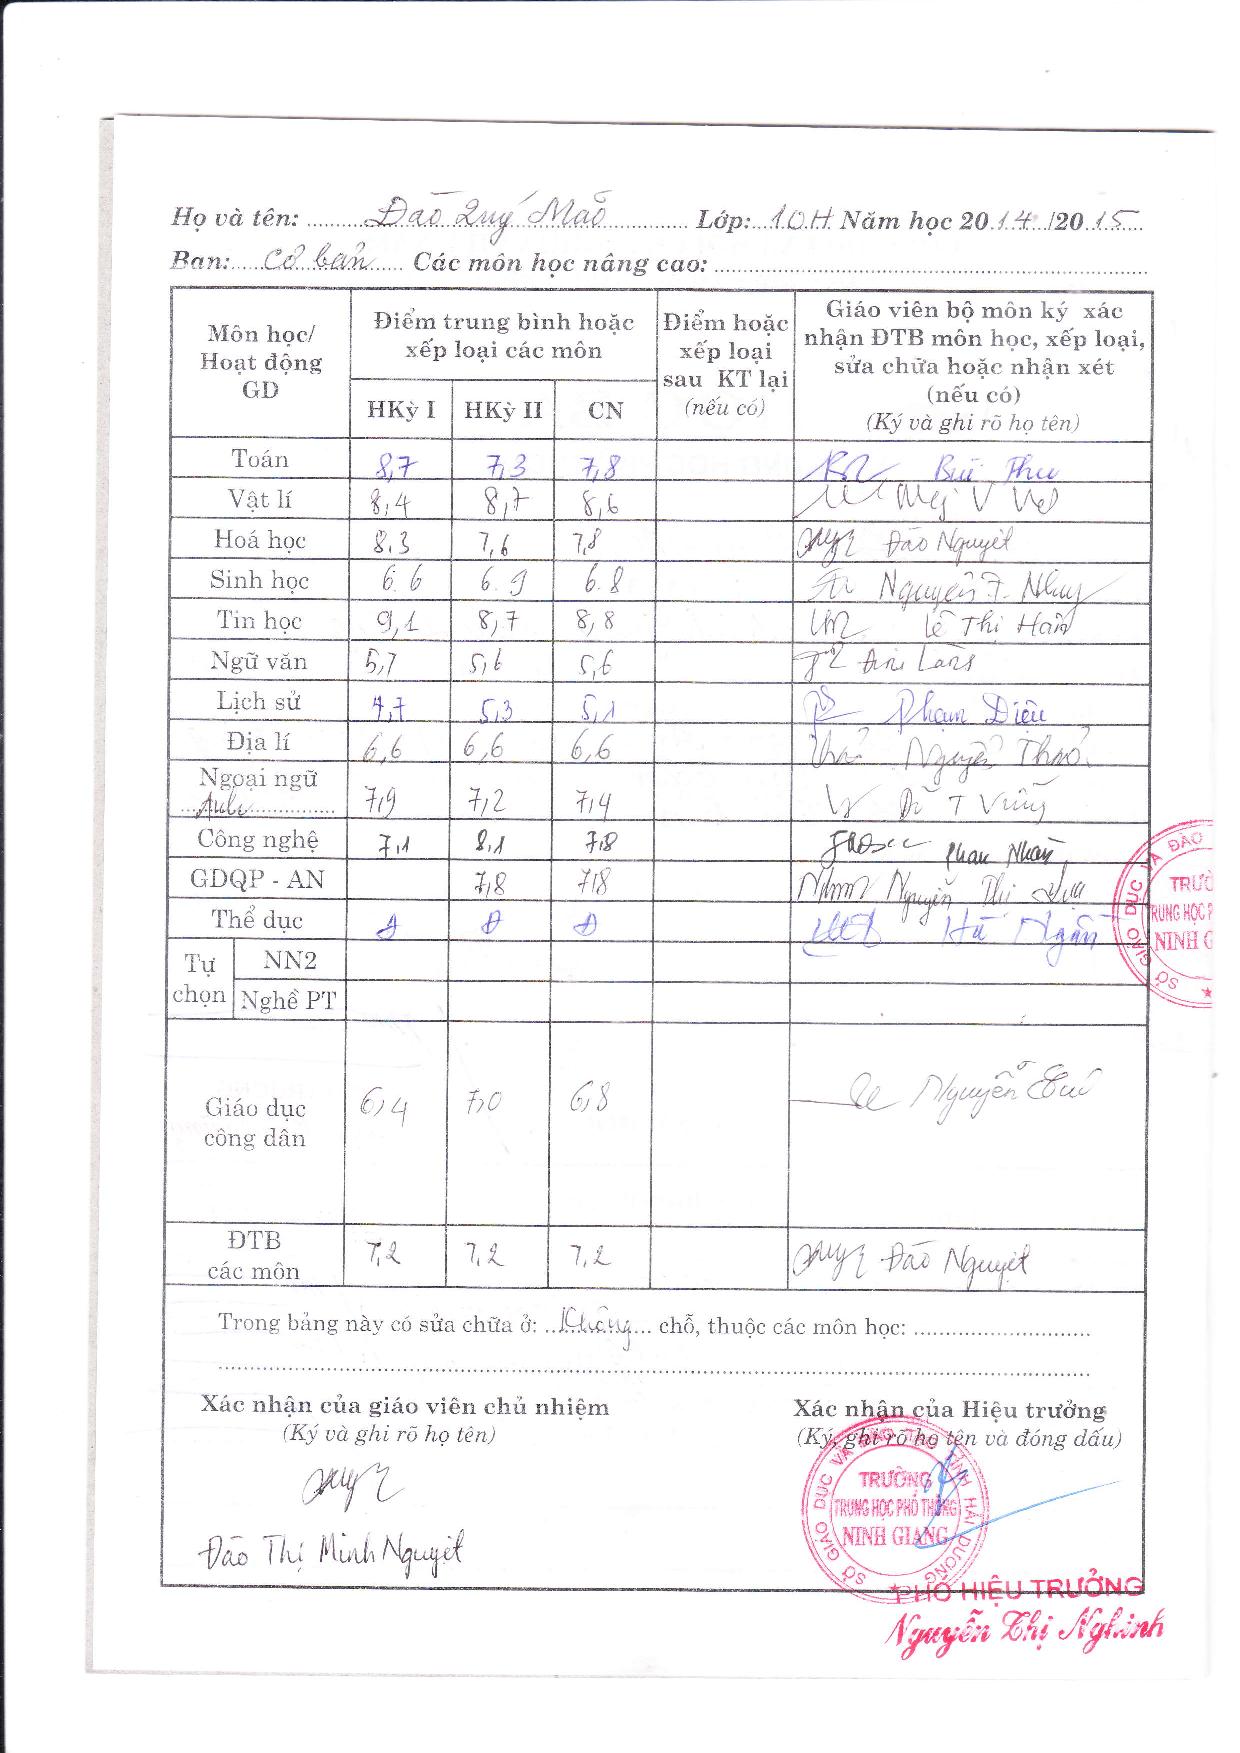 Họ và tên: Đào Quý Mão Lớp: 10H Năm học 2014/2015
Ban: Cơ bản Các môn học nâng cao:
Môn học/ Hoạt động GD
Điểm trung bình hoặc xếp loại các môn
Điểm hoặc xếp loại sau KT lại (nếu có)
Giáo viên bộ môn ký xác nhận ĐTB môn học, xếp loại, sửa chữa hoặc nhận xét (nếu có) (Ký và ghi rõ họ tên)
HKỳ I HKỳ II CN
Toán 8,7 7,3 7,8 Bùi Thu
Vật lí 8,4 8,7 8,6
Hoá học 8.3 7,6 7,8 Đào Nguyệt
Sinh học 6.6 6.9 6.8 Nguyễn T. Nhung
Tin học 9,1 8,7 8,8 Lê Thị Hân
Ngữ văn 5,7 5,6 5,6
Lịch sử 4,7 5,3 5,1 Phạm Diệu
Địa lí 6,6 6,6 6,6 Nguyễn Thảo
Ngoại ngữ
Anh 7,9 7,2 7,4
Công nghệ 7,1 8,1 7,8 Phan Nhàn
GDQP - AN 7,8 7,8 Nguyễn Thị
Thể dục Đ Đ Đ Hà Ngân
Tự chọn
NN2
Nghề PT
Giáo dục công dân 6,4 7,0 6,8 Nguyễn
ĐTB các môn 7,2 7,2 7,2 Đào Nguyệt
SỞ GIÁO DỤC VÀ ĐÀO
TRƯỜ
TRUNG HỌC P
NINH G
Trong bảng này có sửa chữa ở: Không chỗ, thuộc các môn học:
Xác nhận của giáo viên chủ nhiệm Xác nhận của Hiệu trưởng
(Ký và ghi rõ họ tên) (Ký, ghi rõ họ tên và đóng dấu)
SỞ GIÁO DỤC VÀ ĐÀO TẠO TỈNH HẢI DƯƠNG
TRƯỜNG
TRUNG HỌC PHỔ THÔNG
NINH GIANG
Đào Thị Minh Nguyệt
PHÓ HIỆU TRƯỞNG
Nguyễn Thị Nghinh